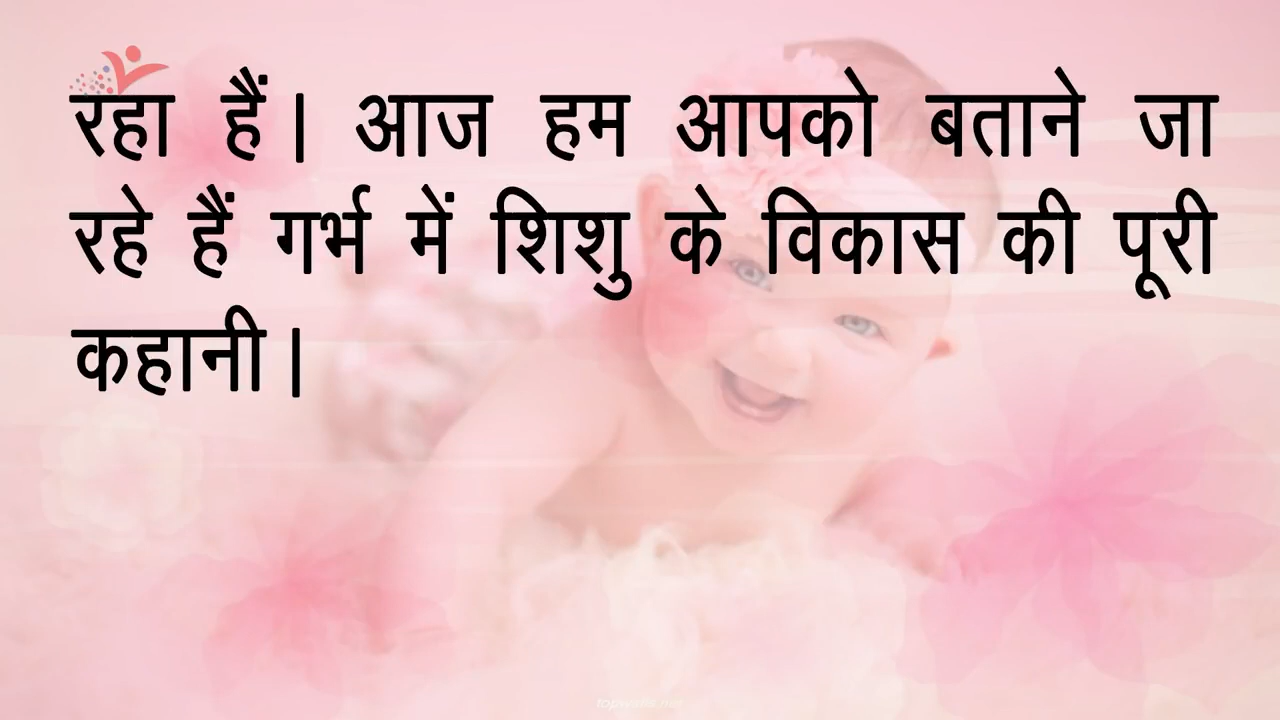 रहा हैं। आज हम आपको बताने जा
रहे हैं गर्भ में शिशु के विकास की पूरी
कहानी।